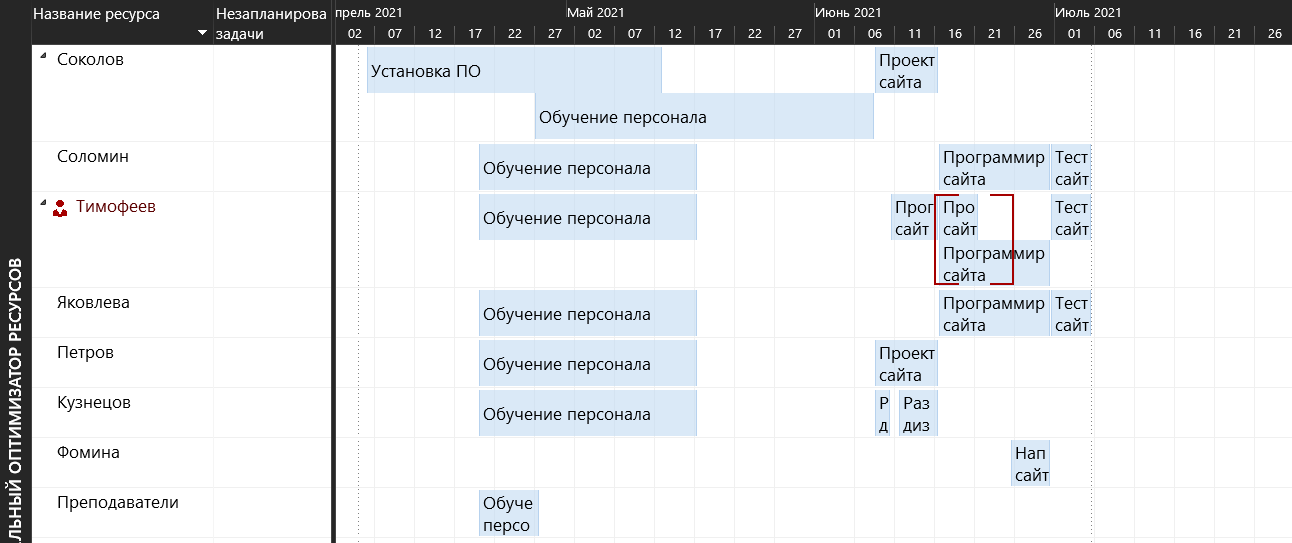 Название ресурса
Незапланирова
задачи
прель 2021
Май 2021
Июнь 2021
Июль 2021
02 07 12 17 22 27 02 07 12 17 22 27 01 06 11 16 21 26 01 06 11 16 21 26
Соколов
Установка ПО
Проект
сайта
Обучение персонала
Соломин
Обучение персонала
Программир
сайта
Тест
сайт
Тимофеев
Обучение персонала
Прог
сайт
Про
сайт
Тест
сайт
Программир
сайта
Яковлева
Обучение персонала
Программир
сайта
Тест
сайт
Петров
Обучение персонала
Проект
сайта
Кузнецов
Обучение персонала
Р
д
Раз
диз
Фомина
Нап
сайт
Преподаватели
Обуче
персо
ЛЬНЫЙ ОПТИМИЗАТОР РЕСУРСОВ